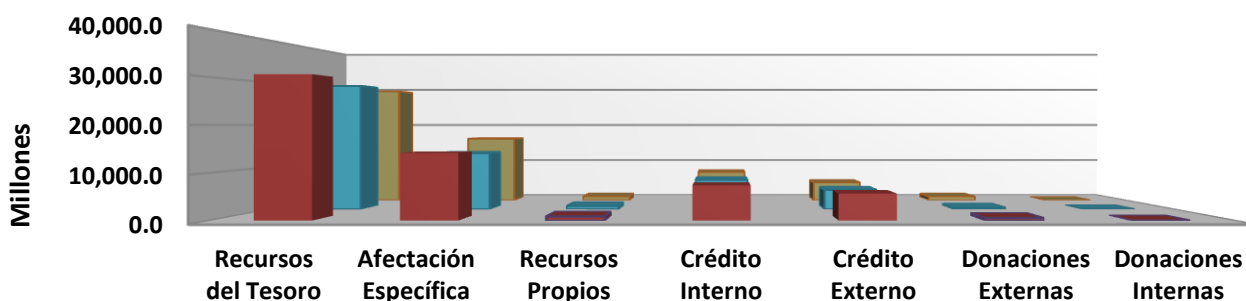 40,000.0
30,000.0
20,000.0
10,000.0
0.0
Millones
Recursos del Tesoro
Afectación Específica
Recursos Propios
Crédito Interno
Crédito Externo
Donaciones Externas
Donaciones Internas